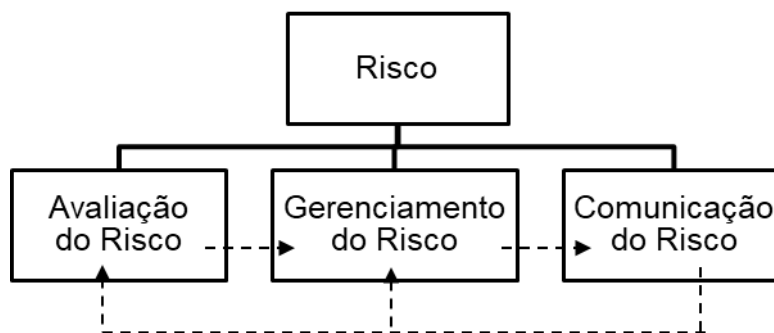 Risco
Avaliação
do Risco
Gerenciamento
do Risco
Comunicação
do Risco